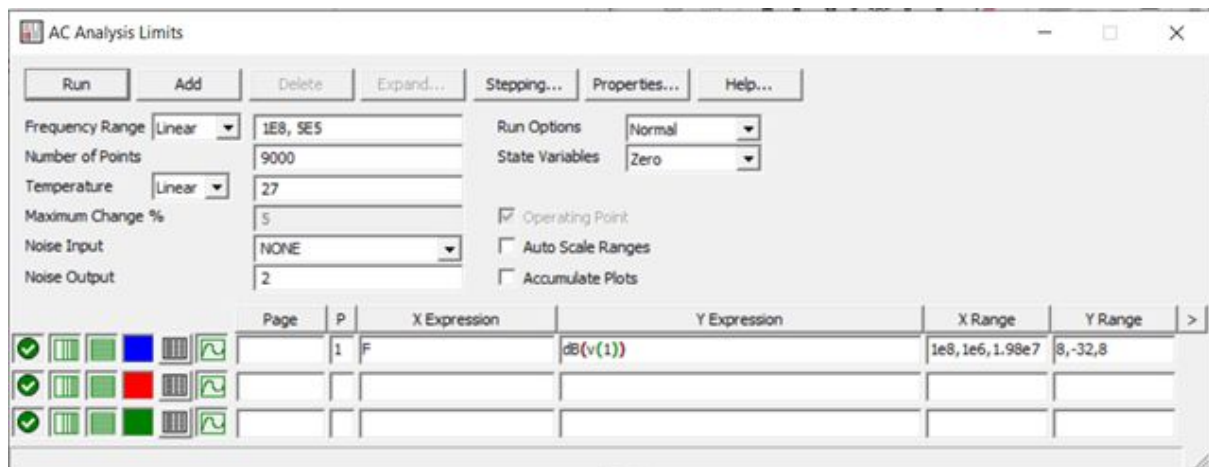 AC Analysis Limits
Run Add Delete Expand... Stepping... Properties... Help...
Frequency Range Linear 1E8, 5E5 Run Options Normal
Number of Points 9000 State Variables Zero
Temperature Linear 27
Maximum Change % 5 Operating Point
Noise Input NONE Auto Scale Ranges
Noise Output 2 Accumulate Plots
Page P X Expression Y Expression X Range Y Range >
1 F dB(v(1)) 1e8,1e6,1.98e7 8,-32,8